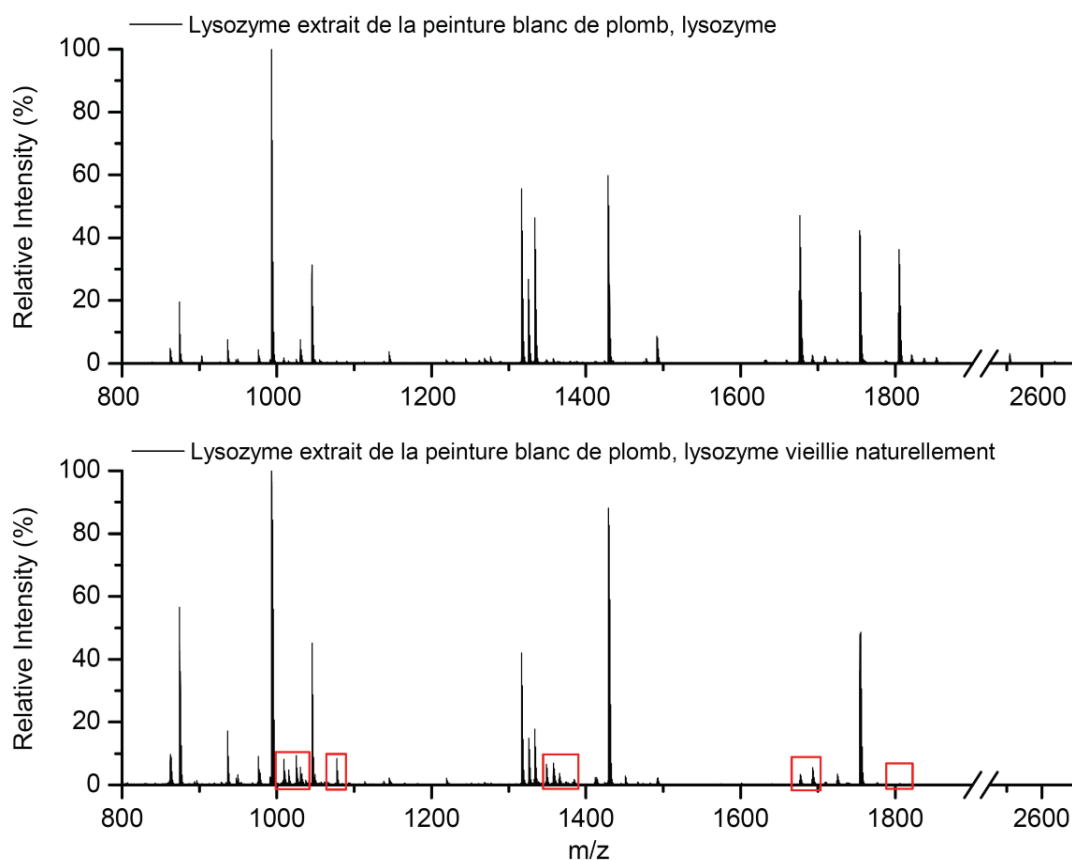 Lysozyme extrait de la peinture blanc de plomb, lysozyme
Relative Intensity (%)
100
80
60
40
20
0
800 1000 1200 1400 1600 1800 2600
Lysozyme extrait de la peinture blanc de plomb, lysozyme vieillie naturellement
Relative Intensity (%)
100
80
60
40
20
0
800 1000 1200 1400 1600 1800 2600
m/z